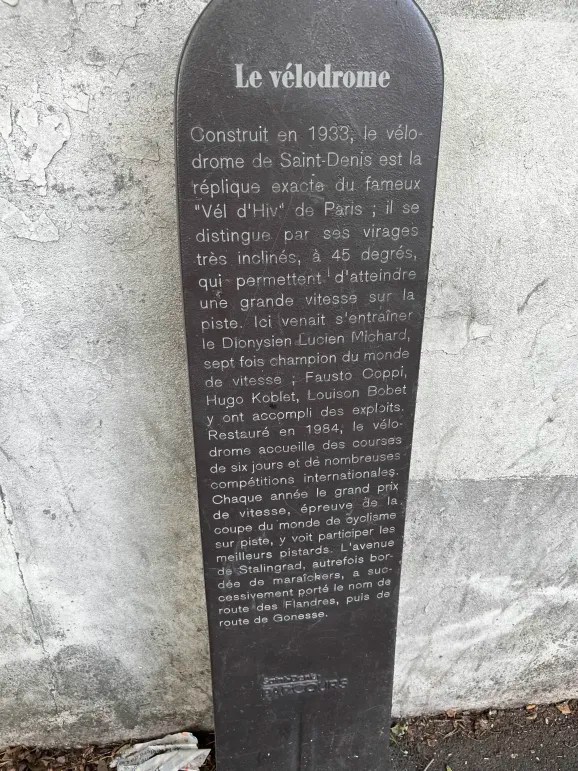 Le vélodrome
Construit en 1933, le vélo-
drome de Saint-Denis est la
réplique exacte du fameux
"Vél d'Hiv" de Paris ; il se
distingue par ses virages
très inclinés, à 45 degrés,
qui permettent d'atteindre
une grande vitesse sur la
piste. Ici venait s'entraîner
le Dionysien Lucien Michard,
sept fois champion du monde
de vitesse ; Fausto Coppi,
Hugo Koblet, Louison Bobet
y ont accompli des exploits.
Restauré en 1984, le vélo-
drome accueille des courses
de six jours et de nombreuses
compétitions internationales.
Chaque année le grand prix
de vitesse, épreuve de la
coupe du monde de cyclisme
sur piste, y voit participer les
meilleurs pistards. L'avenue
de Stalingrad, autrefois bor-
dée de maraîchers, a suc-
cessivement porté le nom de
route des Flandres, puis de
route de Gonesse.
Saint-Denis
PARCOURS